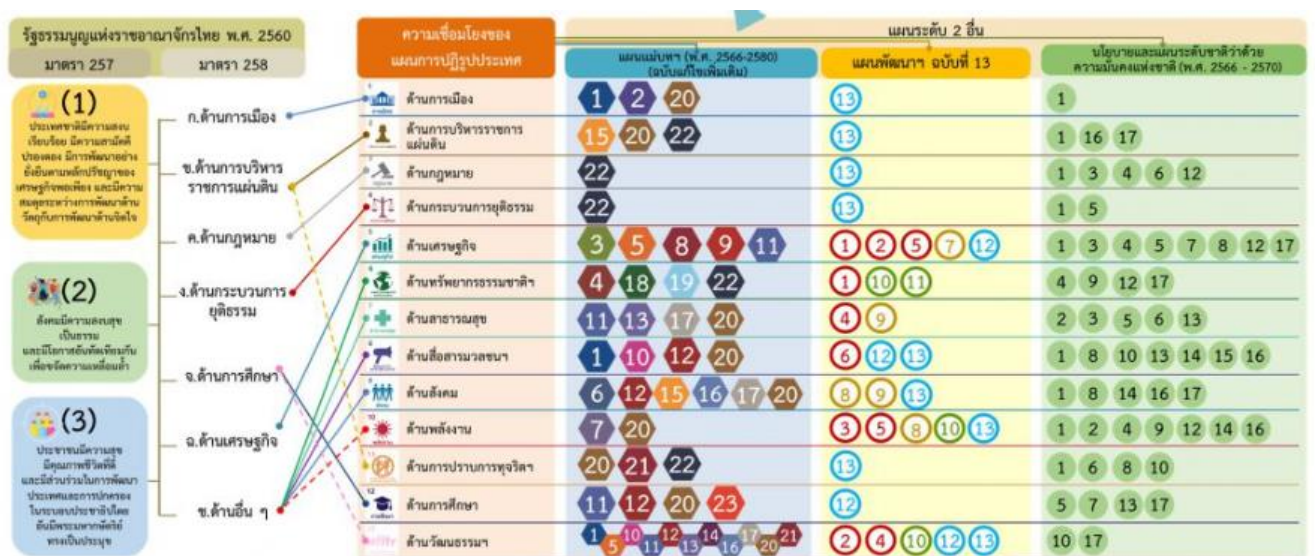 รัฐธรรมนูญแห่งราชอาณาจักรไทย พ.ศ. 2560
มาตรา 257
มาตรา 258
(1)
ประเทศชาติมีความสงบ
เรียบร้อย มีความสามัคคี
ปรองดอง มีการพัฒนาอย่าง
ยั่งยืนตามหลักปรัชญาของ
เศรษฐกิจพอเพียง และมีความ
สมดุลระหว่างการพัฒนาด้าน
วัตถุกับการพัฒนาด้านจิตใจ
(2)
สังคมมีความสงบสุข
เป็นธรรม
และมีโอกาสอันทัดเทียมกัน
เพื่อขจัดความเหลื่อมล้ำ
(3)
ประชาชนมีความสุข
มีคุณภาพชีวิตที่ดี
และมีส่วนร่วมในการพัฒนา
ประเทศและการปกครอง
ในระบอบประชาธิปไตย
อันมีพระมหากษัตริย์
ทรงเป็นประมุข
ก.ด้านการเมือง
ข.ด้านการบริหาร
ราชการแผ่นดิน
ค.ด้านกฎหมาย
ง.ด้านกระบวนการ
ยุติธรรม
จ.ด้านการศึกษา
ฉ.ด้านเศรษฐกิจ
ช.ด้านอื่น ๆ
ความเชื่อมโยงของ
แผนการปฏิรูปประเทศ
แผนระดับ 2 อื่น
แผนแม่บทฯ (พ.ศ. 2566-2580)
(ฉบับแก้ไขเพิ่มเติม)
แผนพัฒนาฯ ฉบับที่ 13
นโยบายและแผนระดับชาติว่าด้วย
ความมั่นคงแห่งชาติ (พ.ศ. 2566 - 2570)
ด้านการเมือง 1 2 20 13 1
ด้านการบริหารราชการ
แผ่นดิน 15 20 22 13 1 16 17
ด้านกฎหมาย 22 13 1 3 4 6 12
ด้านกระบวนการยุติธรรม 22 13 1 5
ด้านเศรษฐกิจ 3 5 8 9 11 1 2 5 7 12 1 3 4 5 7 8 12 17
ด้านทรัพยากรธรรมชาติฯ 4 18 19 22 1 10 11 4 9 12 17
ด้านสาธารณสุข 11 13 17 20 4 9 2 3 5 6 13
ด้านสื่อสารมวลชนฯ 1 10 12 20 6 12 13 1 8 10 13 14 15 16
ด้านสังคม 6 12 15 16 17 20 8 9 13 1 8 14 16 17
10 ด้านพลังงาน 7 20 3 5 8 10 13 1 2 4 9 12 14 16
ด้านการปราบการทุจริตฯ 20 21 22 13 1 6 8 10
12 ด้านการศึกษา 11 12 20 23 12 5 7 13 17
ด้านวัฒนธรรมฯ 1 5 10 11 12 13 14 16 17 20 21 2 4 10 12 13 10 17